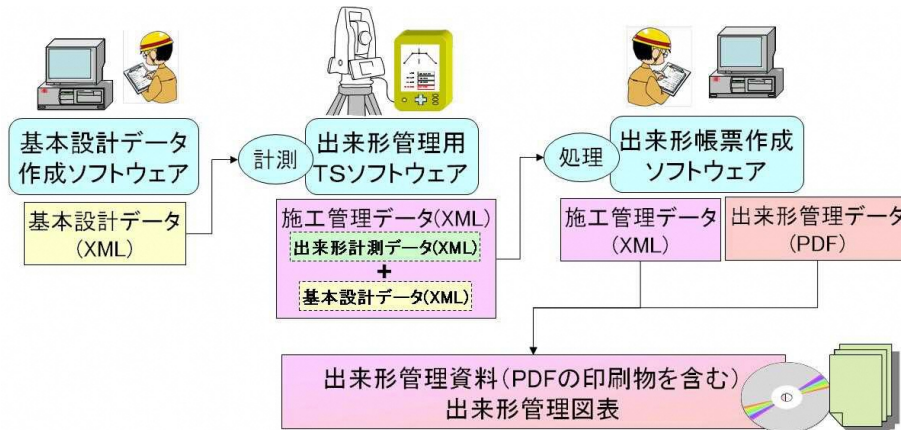 基本設計データ
作成ソフトウェア
基本設計データ
(XML)
計測
出来形管理用
TSソフトウェア
施工管理データ(XML)
出来形計測データ(XML)
+
基本設計データ(XML)
処理
出来形帳票作成
ソフトウェア
施工管理データ
(XML)
出来形管理データ
(PDF)
出来形管理資料(PDFの印刷物を含む)
出来形管理図表